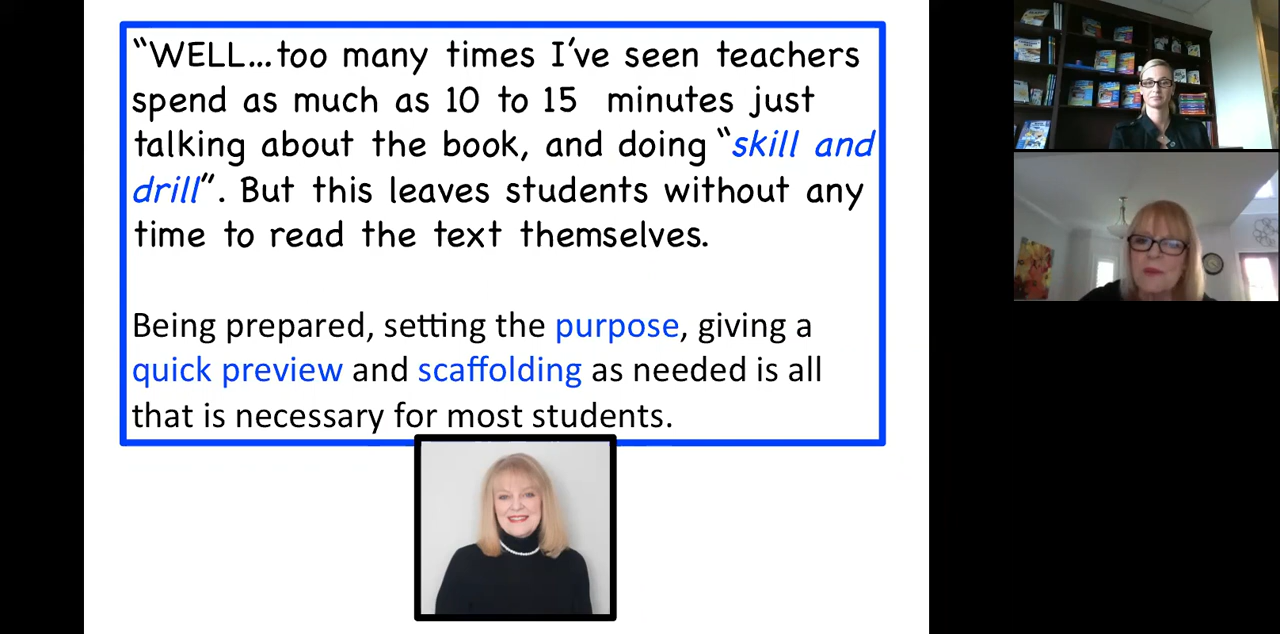 “WELL...too many times I’ve seen teachers
spend as much as 10 to 15 minutes just
talking about the book, and doing “skill and
drill”. But this leaves students without any
time to read the text themselves.
Being prepared, setting the purpose, giving a
quick preview and scaffolding as needed is all
that is necessary for most students.